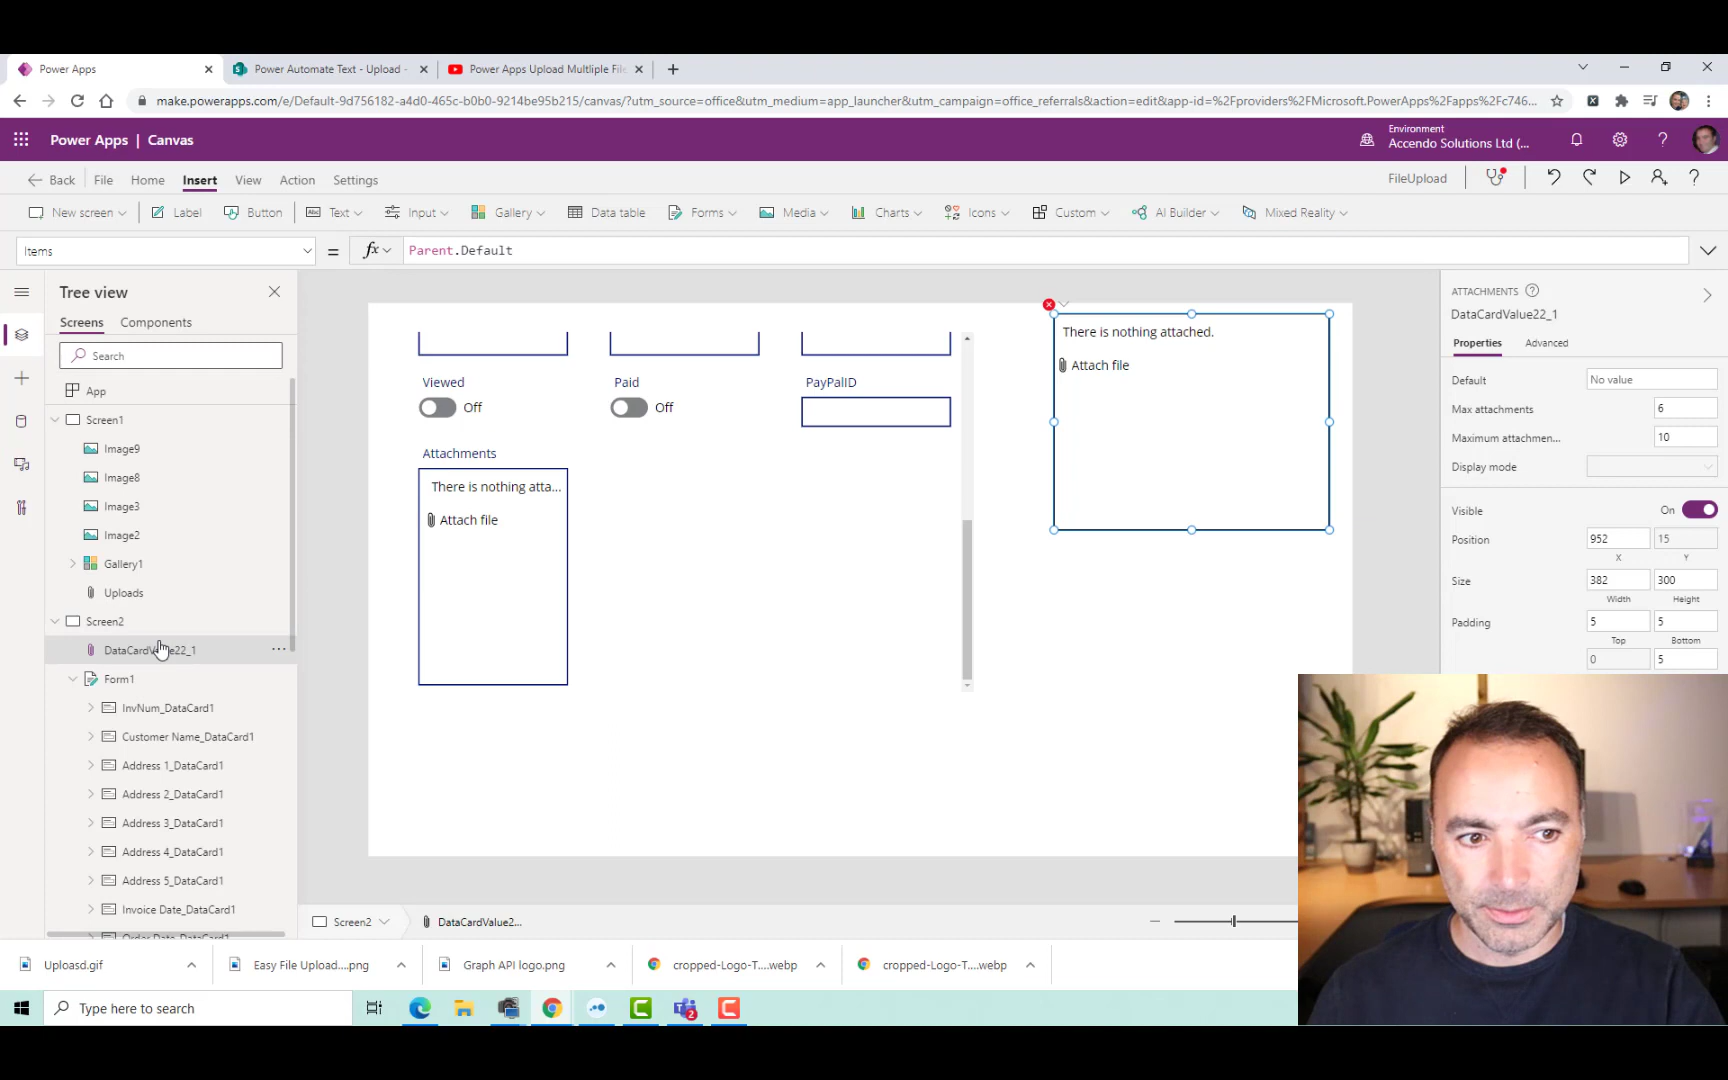 Power Apps
Power Automate Text - Upload -
Power Apps Upload Multiple File
make.powerapps.com/e/Default-9d756182-a4d0-465c-b0b0-9214be95b215/canvas/?utm_source=office&utm_medium=app_launcher&utm_campaign=office_referrals&action=edit&app-id=%2Fproviders%2FMicrosoft.PowerApps%2Fapps%2Fc746...
Power Apps | Canvas
Environment
Accendo Solutions Ltd (...
Back File Home Insert View Action Settings
FileUpload
New screen Label Button Text Input Gallery Data table Forms Media Charts Icons Custom AI Builder Mixed Reality
Items = fx Parent.Default
Tree view
Screens Components
Search
App
Screen1
Image9
Image8
Image3
Image2
Gallery1
Uploads
Screen2
DataCardValue22_1
Form1
InvNum_DataCard1
Customer Name_DataCard1
Address 1_DataCard1
Address 2_DataCard1
Address 3_DataCard1
Address 4_DataCard1
Address 5_DataCard1
Invoice Date_DataCard1
Order Date_DataCard1
Viewed Paid PayPalID
Off Off
Attachments
There is nothing atta...
Attach file
There is nothing attached.
Attach file
ATTACHMENTS
DataCardValue22_1
Properties Advanced
Default No value
Max attachments 6
Maximum attachmen... 10
Display mode
Visible On
Position 952 15
X Y
Size 382 300
Width Height
Padding 5 5
Top Bottom
0 5
Screen2 DataCardValue2...
Uploasd.gif
Easy File Upload....png
Graph API logo.png
cropped-Logo-T....webp
cropped-Logo-T....webp
Type here to search
2